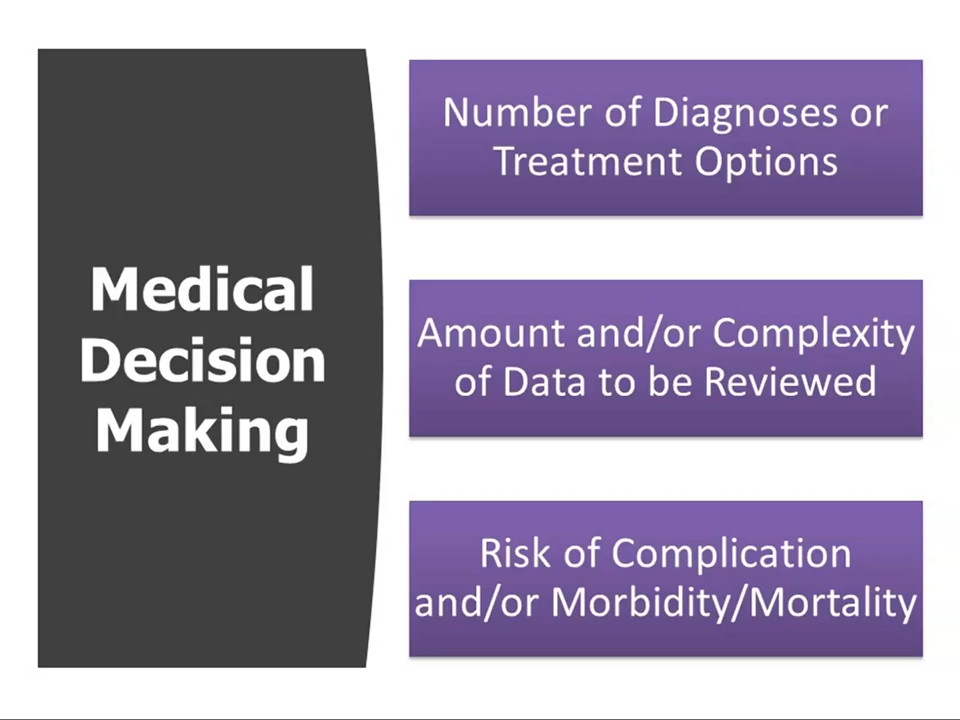 Medical
Decision
Making
Number of Diagnoses or
Treatment Options
Amount and/or Complexity
of Data to be Reviewed
Risk of Complication
and/or Morbidity/Mortality